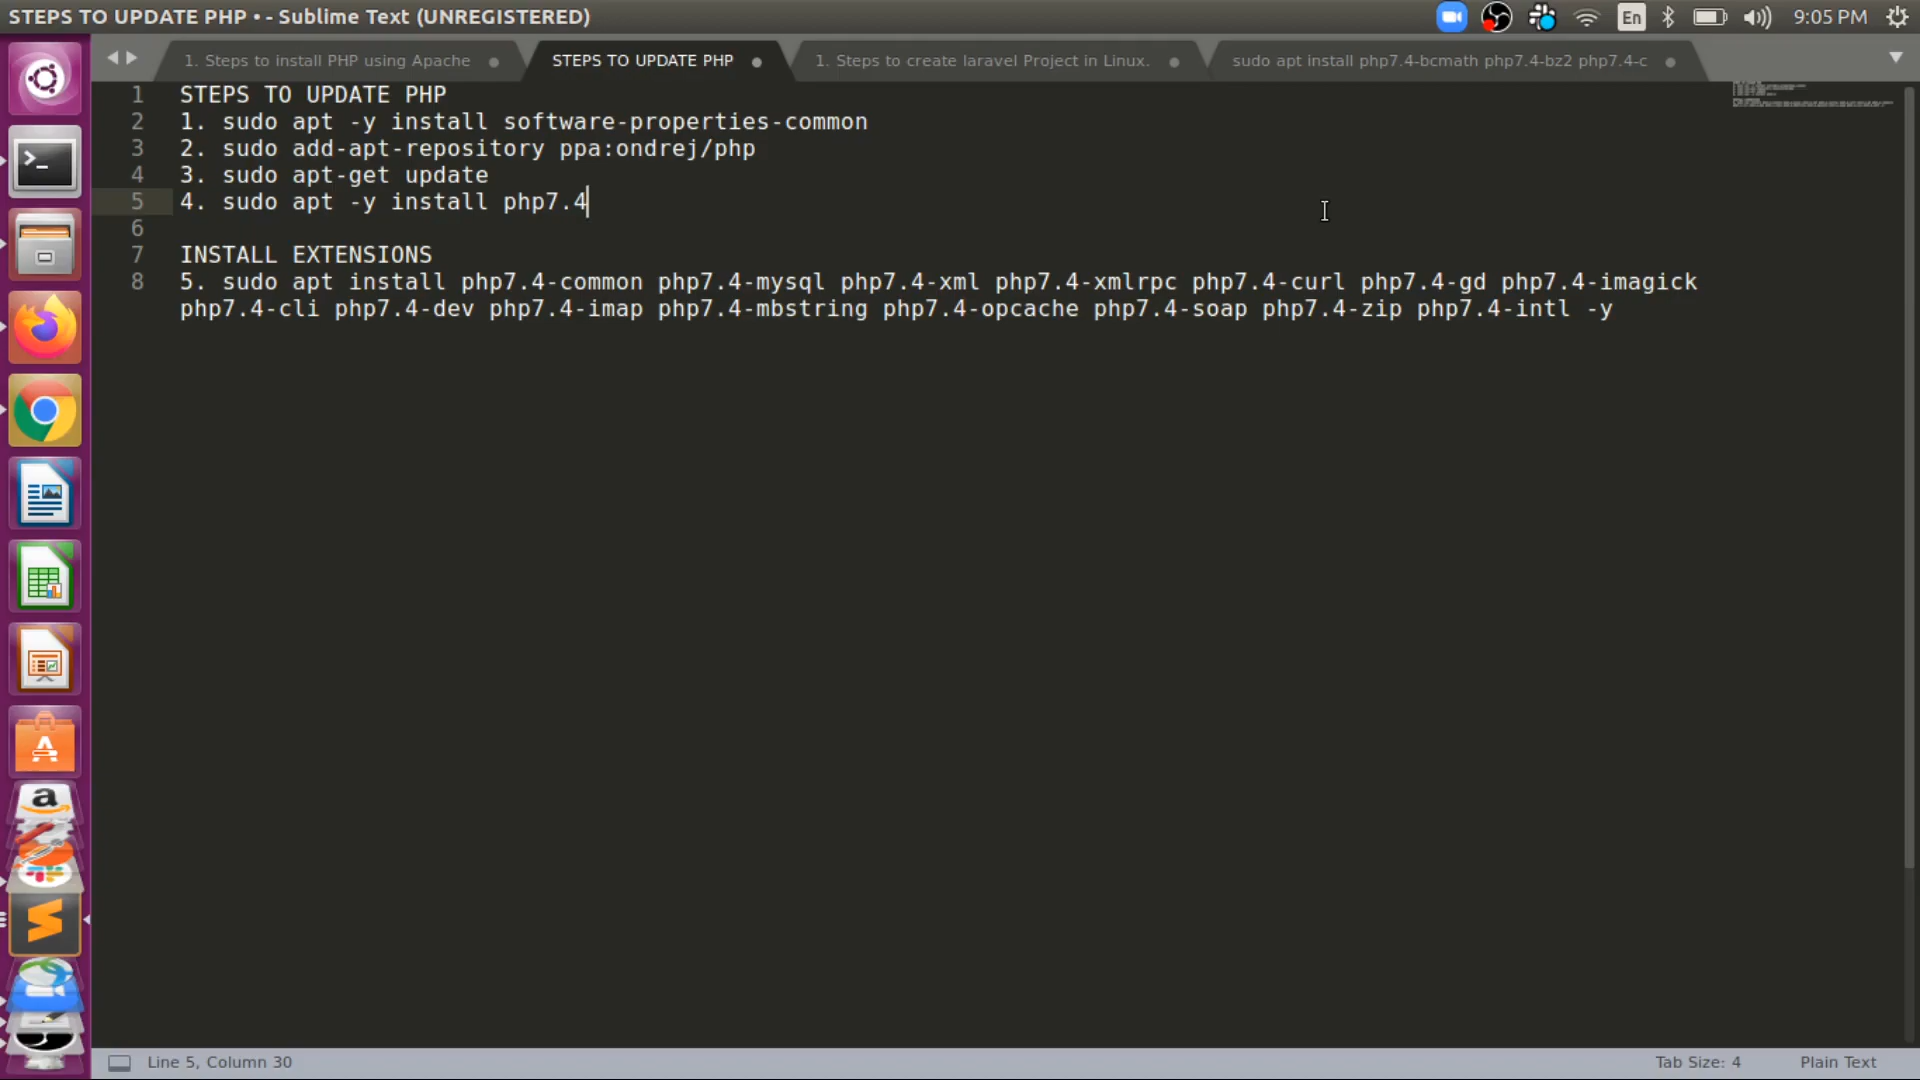 STEPS TO UPDATE PHP • - Sublime Text (UNREGISTERED)
En
9:05 PM
1. Steps to install PHP using Apache
STEPS TO UPDATE PHP
1. Steps to create laravel Project in Linux.
sudo apt install php7.4-bcmath php7.4-bz2 php7.4-c
1 STEPS TO UPDATE PHP
2 1. sudo apt -y install software-properties-common
3 2. sudo add-apt-repository ppa:ondrej/php
4 3. sudo apt-get update
5 4. sudo apt -y install php7.4
6
7 INSTALL EXTENSIONS
8 5. sudo apt install php7.4-common php7.4-mysql php7.4-xml php7.4-xmlrpc php7.4-curl php7.4-gd php7.4-imagick
php7.4-cli php7.4-dev php7.4-imap php7.4-mbstring php7.4-opcache php7.4-soap php7.4-zip php7.4-intl -y
Line 5, Column 30
Tab Size: 4
Plain Text